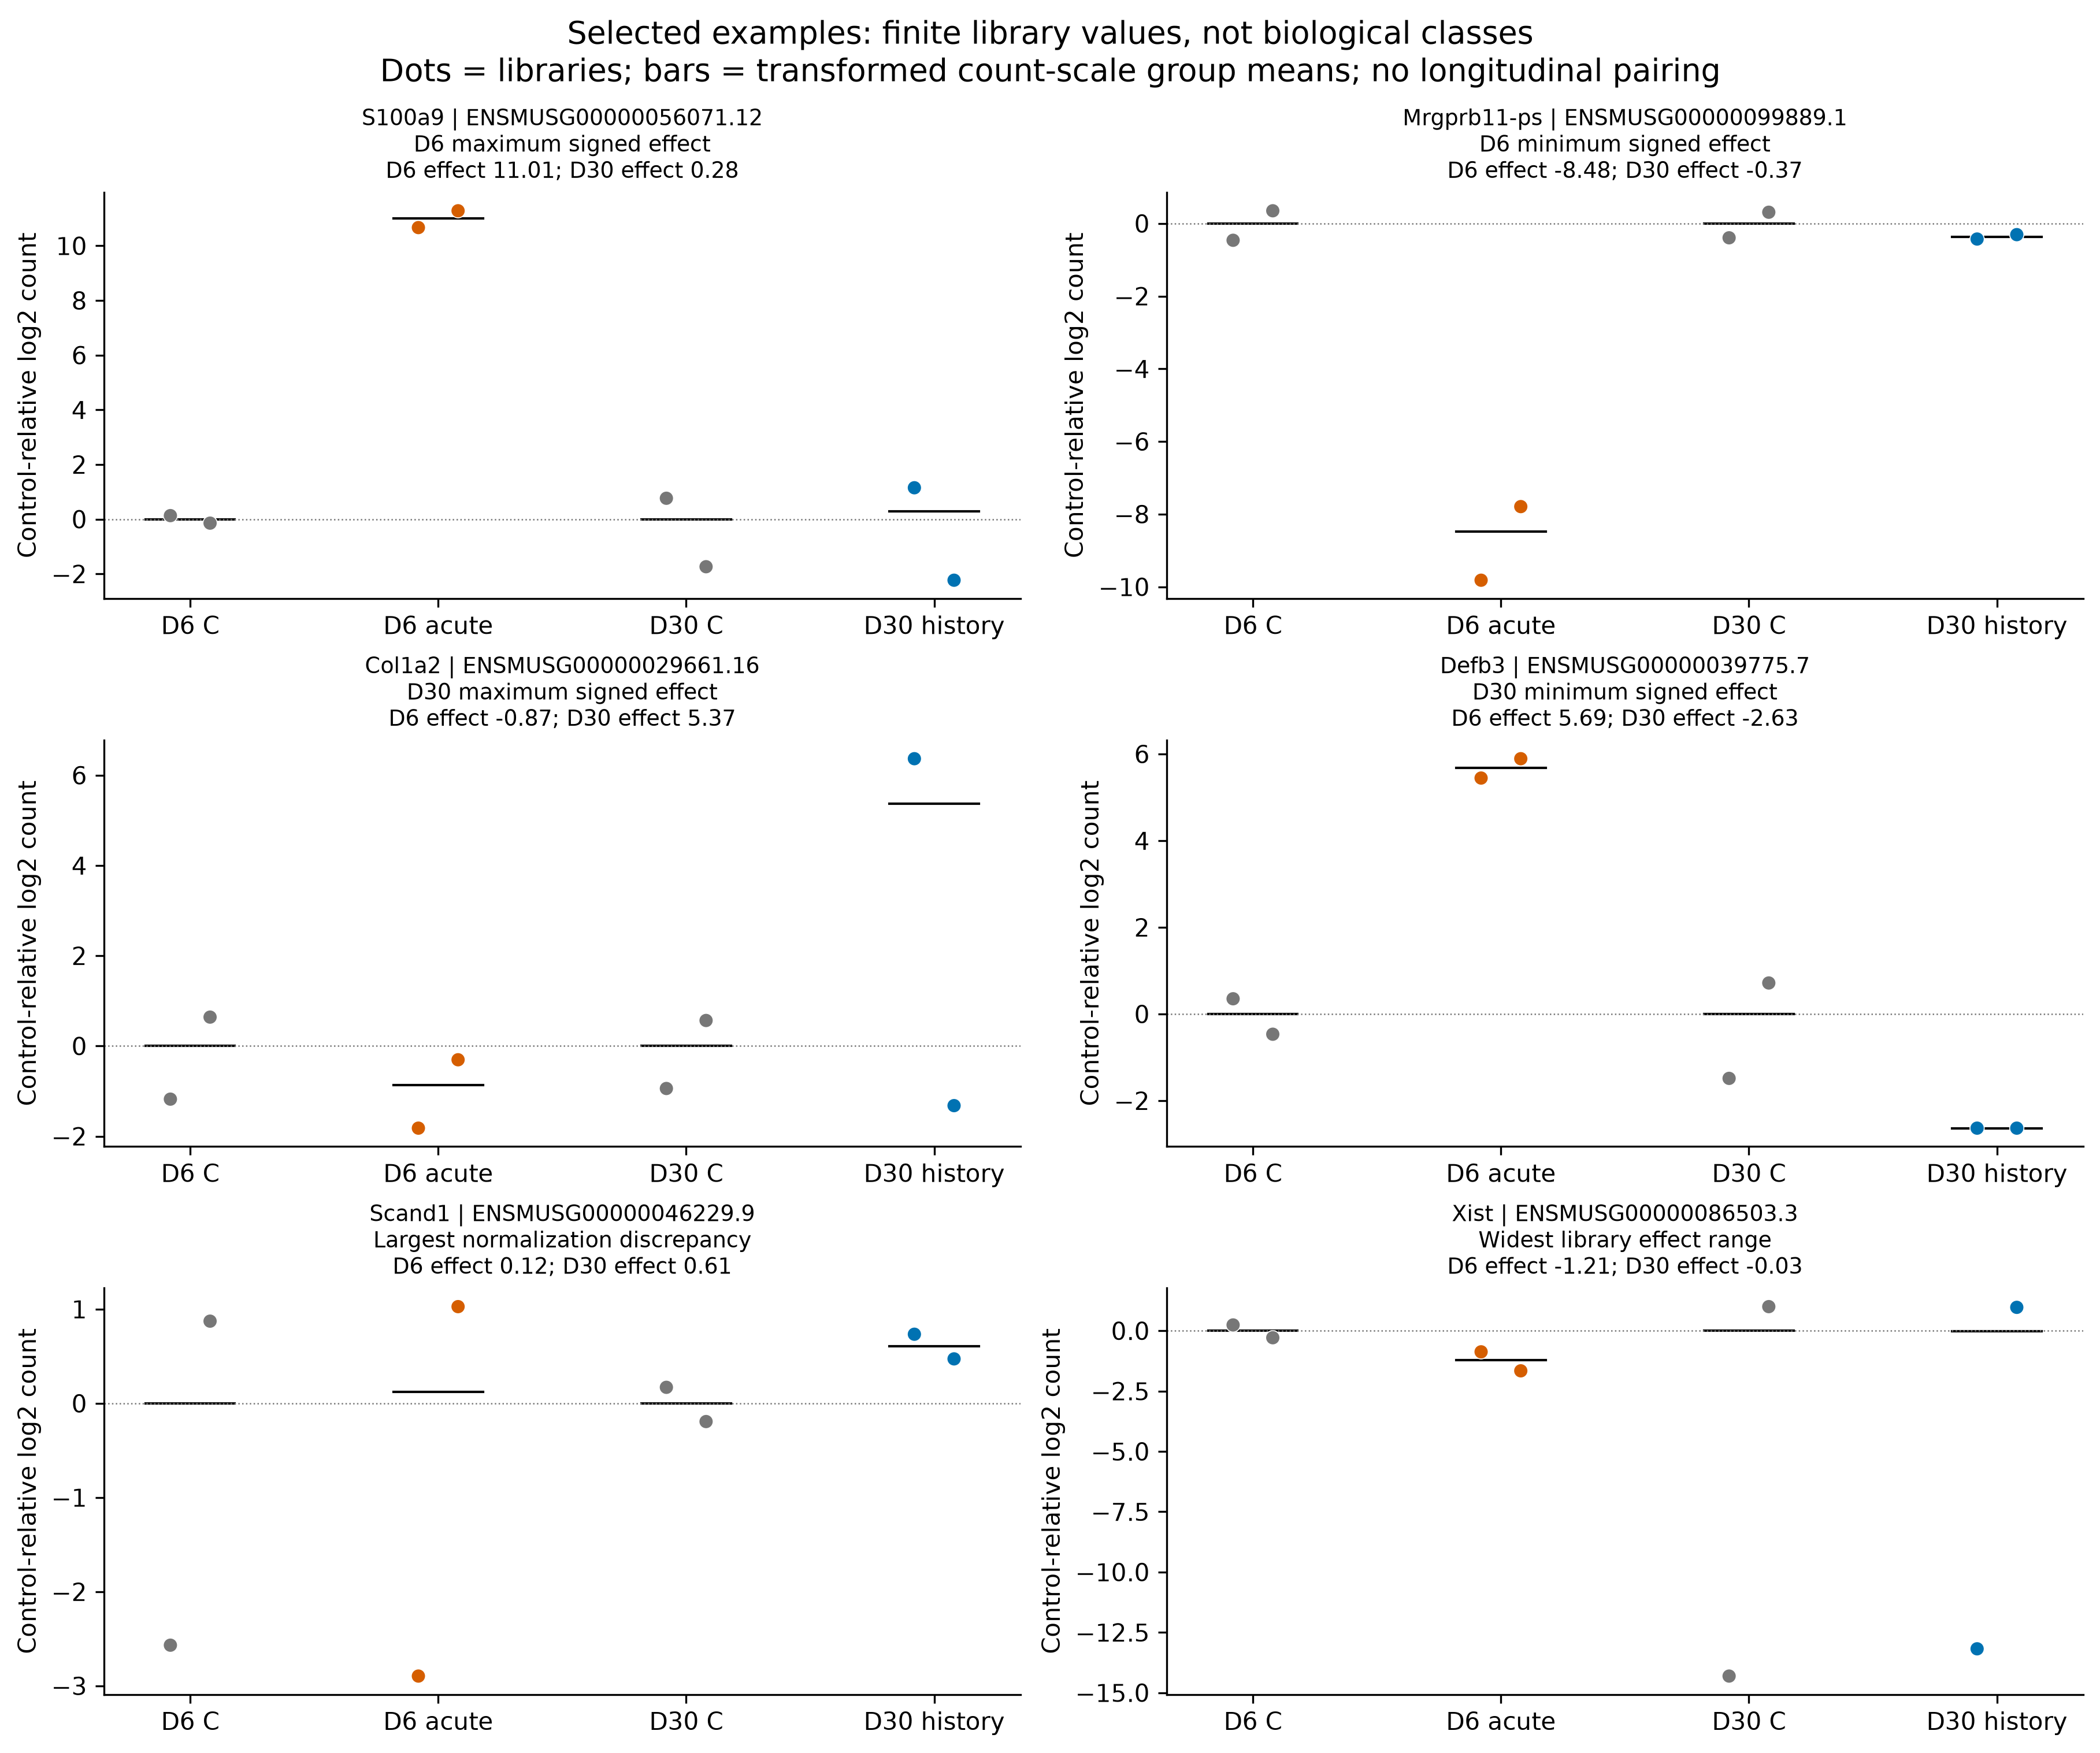 Selected examples: finite library values, not biological classes
Dots = libraries; bars = transformed count-scale group means; no longitudinal pairing
S100a9 | ENSMUSG00000056071.12
D6 maximum signed effect
D6 effect 11.01; D30 effect 0.28
Control-relative log2 count
10
8
6
4
2
0
−2
D6 C
D6 acute
D30 C
D30 history
Mrgprb11-ps | ENSMUSG00000099889.1
D6 minimum signed effect
D6 effect -8.48; D30 effect -0.37
Control-relative log2 count
0
−2
−4
−6
−8
−10
D6 C
D6 acute
D30 C
D30 history
Col1a2 | ENSMUSG00000029661.16
D30 maximum signed effect
D6 effect -0.87; D30 effect 5.37
Control-relative log2 count
6
4
2
0
−2
D6 C
D6 acute
D30 C
D30 history
Defb3 | ENSMUSG00000039775.7
D30 minimum signed effect
D6 effect 5.69; D30 effect -2.63
Control-relative log2 count
6
4
2
0
−2
D6 C
D6 acute
D30 C
D30 history
Scand1 | ENSMUSG00000046229.9
Largest normalization discrepancy
D6 effect 0.12; D30 effect 0.61
Control-relative log2 count
1
0
−1
−2
−3
D6 C
D6 acute
D30 C
D30 history
Xist | ENSMUSG00000086503.3
Widest library effect range
D6 effect -1.21; D30 effect -0.03
Control-relative log2 count
0.0
−2.5
−5.0
−7.5
−10.0
−12.5
−15.0
D6 C
D6 acute
D30 C
D30 history